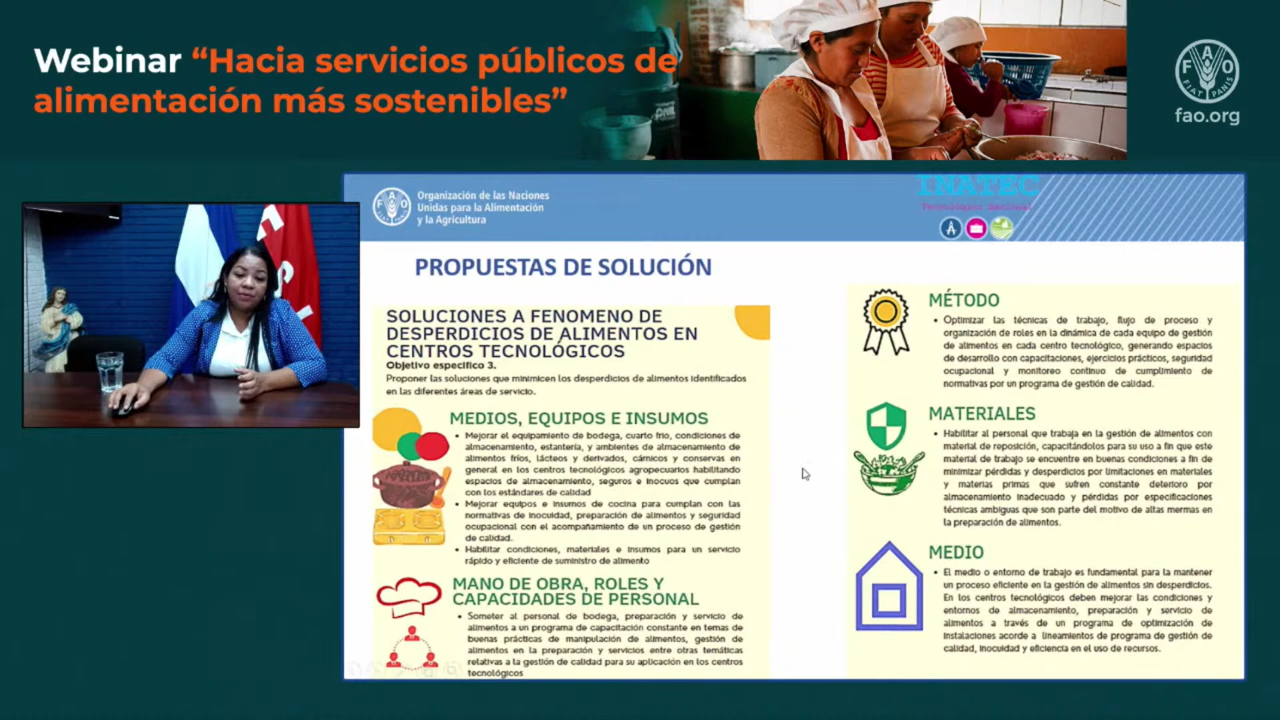 Webinar “Hacia servicios públicos de
alimentación más sostenibles”
FAO
FIAT PANIS
fao.org
FAO
FIAT PANIS
Organización de las Naciones
Unidas para la Alimentación
y la Agricultura
INATEC
Tecnológico Nacional
PROPUESTAS DE SOLUCIÓN
SOLUCIONES A FENOMENO DE
DESPERDICIOS DE ALIMENTOS EN
CENTROS TECNOLÓGICOS
Objetivo especifico 3.
Proponer las soluciones que minimicen los desperdicios de alimentos identificados
en las diferentes áreas de servicio.
MEDIOS, EQUIPOS E INSUMOS
• Mejorar el equipamiento de bodega, cuarto frio, condiciones de
almacenamiento, estantería, y ambientes de almacenamiento de
alimentos fríos, lácteos y derivados, cárnicos y conservas en
general en los centros tecnológicos agropecuarios habilitando
espacios de almacenamiento, seguros e inocuos que cumplan
con los estándares de calidad
• Mejorar equipos e insumos de cocina para cumplan con las
normativas de inocuidad, preparación de alimentos y seguridad
ocupacional con el acompañamiento de un proceso de gestión
de calidad.
• Habilitar condiciones, materiales e insumos para un servicio
rápido y eficiente de suministro de alimento
MANO DE OBRA, ROLES Y
CAPACIDADES DE PERSONAL
• Someter al personal de bodega, preparación y servicio de
alimentos a un programa de capacitación constante en temas de
buenas prácticas de manipulación de alimentos, gestión de
alimentos en la preparación y servicios entre otras temáticas
relativas a la gestión de calidad para su aplicación en los centros
tecnológicos
MÉTODO
• Optimizar las técnicas de trabajo, flujo de proceso y
organización de roles en la dinámica de cada equipo de gestión
de alimentos en cada centro tecnológico, generando espacios
de desarrollo con capacitaciones, ejercicios prácticos, seguridad
ocupacional y monitoreo continuo de cumplimiento de
normativas por un programa de gestión de calidad.
MATERIALES
• Habilitar al personal que trabaja en la gestión de alimentos con
material de reposición, capacitándolos para su uso a fin que este
material de trabajo se encuentre en buenas condiciones a fin de
minimizar pérdidas y desperdicios por limitaciones en materiales
y materias primas que sufren constante deterioro por
almacenamiento inadecuado y pérdidas por especificaciones
técnicas ambiguas que son parte del motivo de altas mermas en
la preparación de alimentos.
MEDIO
• El medio o entorno de trabajo es fundamental para la mantener
un proceso eficiente en la gestión de alimentos sin desperdicios.
En los centros tecnológicos deben mejorar las condiciones y
entornos de almacenamiento, preparación y servicio de
alimentos a través de un programa de optimización de
instalaciones acorde a lineamientos de programa de gestión de
calidad, inocuidad y eficiencia en el uso de recursos.